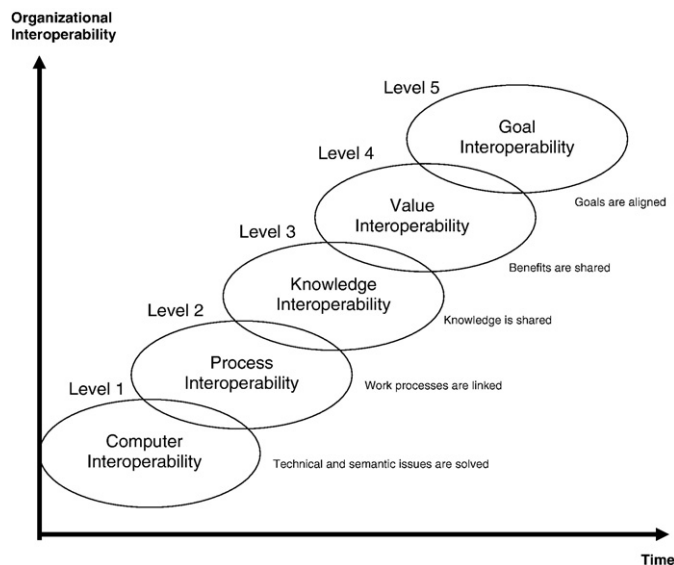 Organizational
Interoperability
Level 5
Goal
Interoperability
Goals are aligned
Level 4
Value
Interoperability
Benefits are shared
Level 3
Knowledge
Interoperability
Knowledge is shared
Level 2
Process
Interoperability
Work processes are linked
Level 1
Computer
Interoperability
Technical and semantic issues are solved
Time